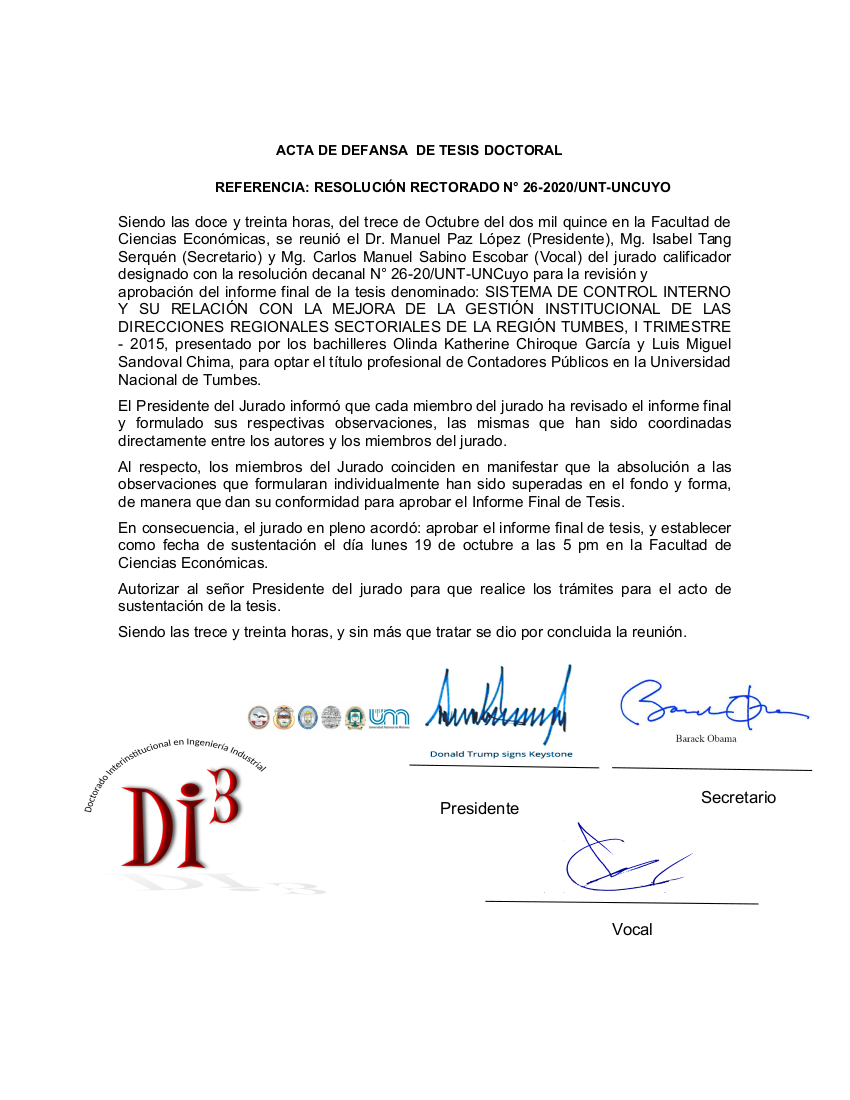 ACTA DE DEFANSA DE TESIS DOCTORAL
REFERENCIA: RESOLUCIÓN RECTORADO N° 26-2020/UNT-UNCUYO
Siendo las doce y treinta horas, del trece de Octubre del dos mil quince en la Facultad de
Ciencias Económicas, se reunió el Dr. Manuel Paz López (Presidente), Mg. Isabel Tang
Serquén (Secretario) y Mg. Carlos Manuel Sabino Escobar (Vocal) del jurado calificador
designado con la resolución decanal N° 26-20/UNT-UNCuyo para la revisión y
aprobación del informe final de la tesis denominado: SISTEMA DE CONTROL INTERNO
Y SU RELACIÓN CON LA MEJORA DE LA GESTIÓN INSTITUCIONAL DE LAS
DIRECCIONES REGIONALES SECTORIALES DE LA REGIÓN TUMBES, I TRIMESTRE
- 2015, presentado por los bachilleres Olinda Katherine Chiroque García y Luis Miguel
Sandoval Chima, para optar el título profesional de Contadores Públicos en la Universidad
Nacional de Tumbes.
El Presidente del Jurado informó que cada miembro del jurado ha revisado el informe final
y formulado sus respectivas observaciones, las mismas que han sido coordinadas
directamente entre los autores y los miembros del jurado.
Al respecto, los miembros del Jurado coinciden en manifestar que la absolución a las
observaciones que formularan individualmente han sido superadas en el fondo y forma,
de manera que dan su conformidad para aprobar el Informe Final de Tesis.
En consecuencia, el jurado en pleno acordó: aprobar el informe final de tesis, y establecer
como fecha de sustentación el día lunes 19 de octubre a las 5 pm en la Facultad de
Ciencias Económicas.
Autorizar al señor Presidente del jurado para que realice los trámites para el acto de
sustentación de la tesis.
Siendo las trece y treinta horas, y sin más que tratar se dio por concluida la reunión.
Donald Trump signs Keystone
Barack Obama
Presidente
Secretario
Doctorado Interinstitucional en Ingeniería Industrial
Di3
Vocal